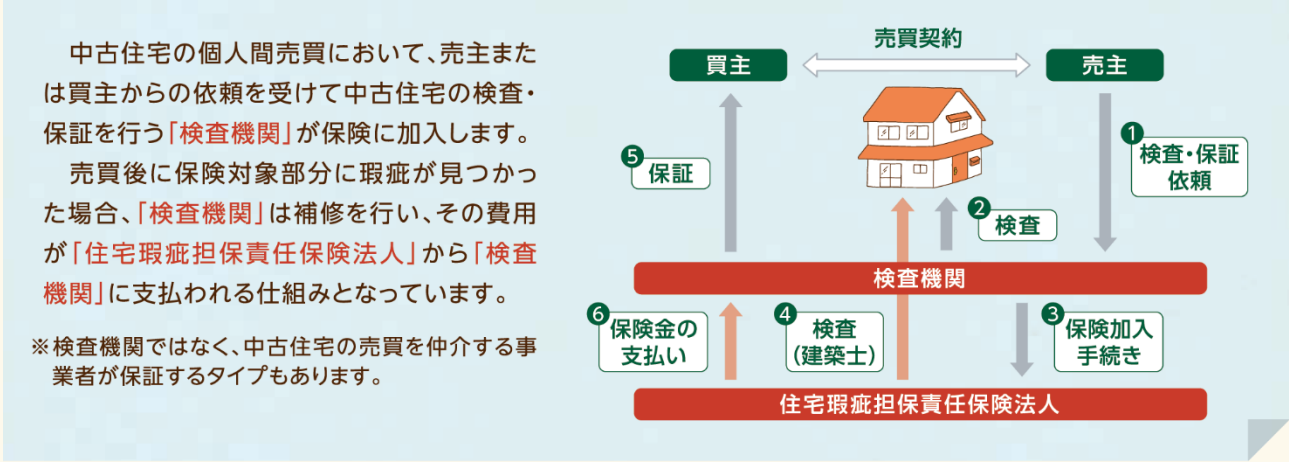 中古住宅の個人間売買において、売主また
は買主からの依頼を受けて中古住宅の検査・
保証を行う「検査機関」が保険に加入します。
売買後に保険対象部分に瑕疵が見つかっ
た場合、「検査機関」は補修を行い、その費用
が「住宅瑕疵担保責任保険法人」から「検査
機関」に支払われる仕組みとなっています。
※検査機関ではなく、中古住宅の売買を仲介する事
業者が保証するタイプもあります。
売買契約
買主
売主
1
検査・保証
依頼
5
保証
2
検査
検査機関
6
保険金の
支払い
4
検査
(建築士)
3
保険加入
手続き
住宅瑕疵担保責任保険法人